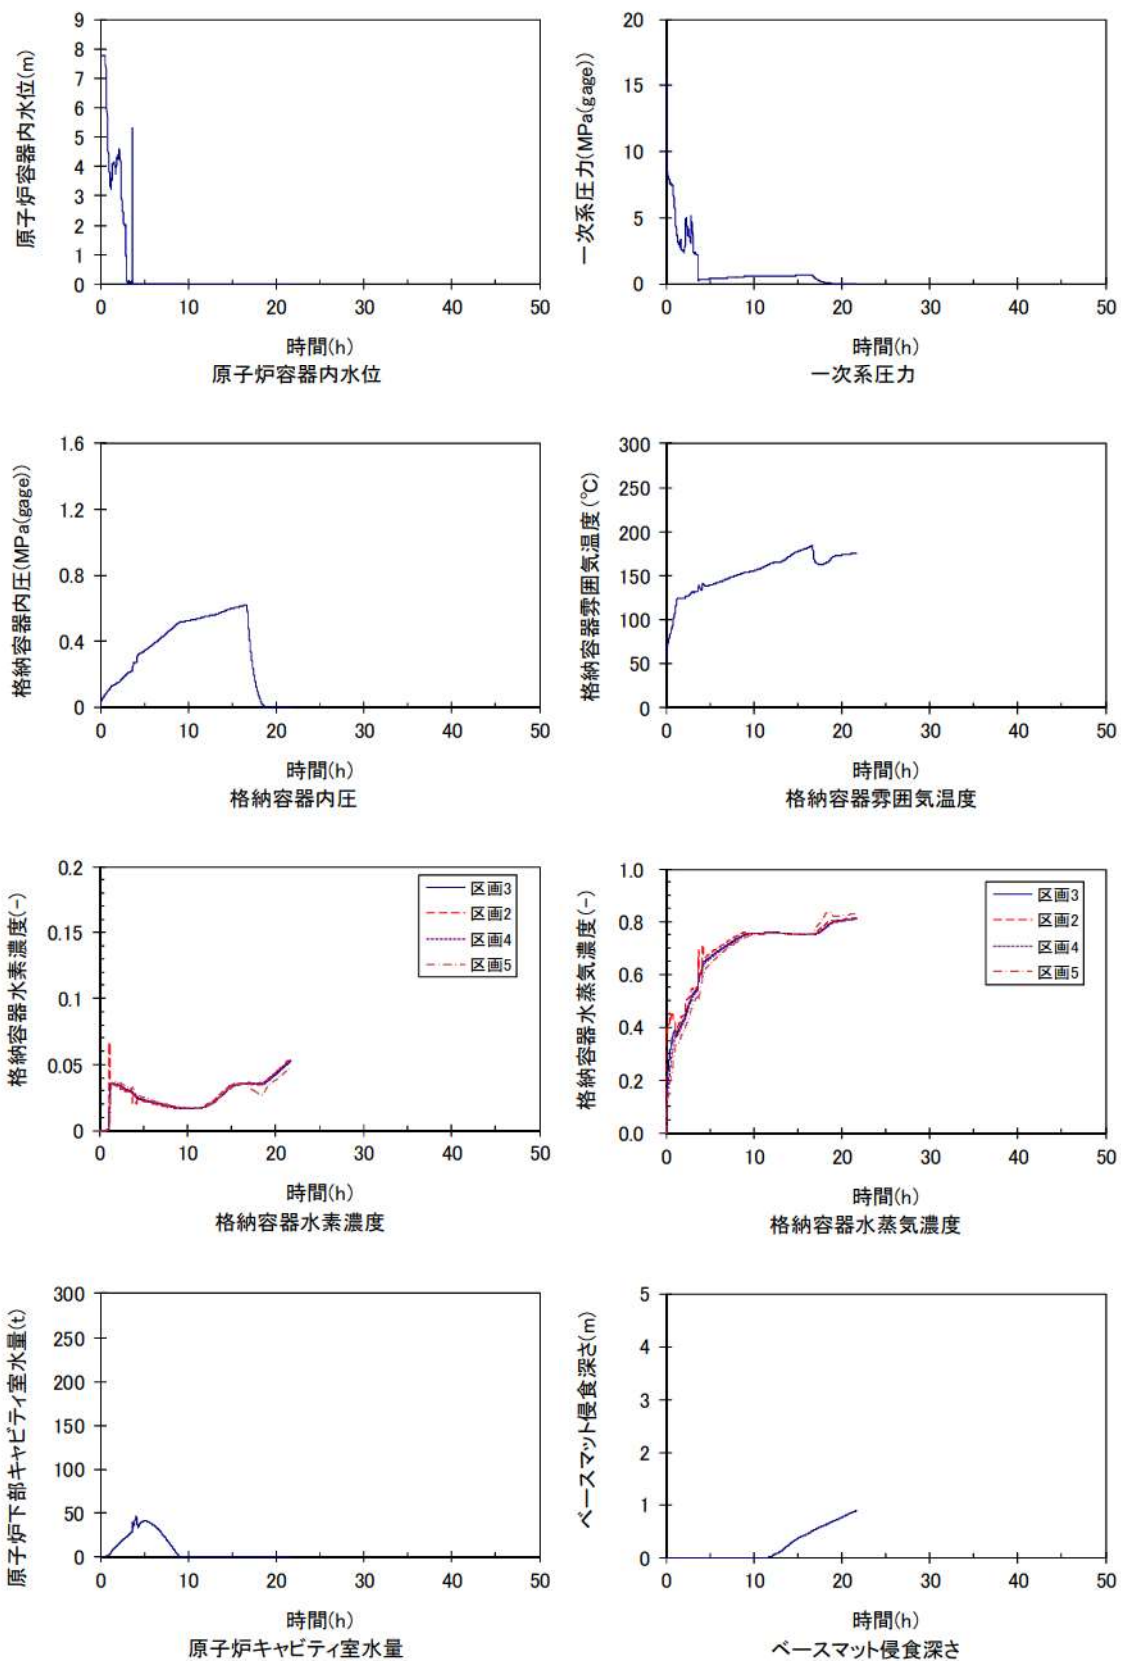 原子炉容器内水位(m)
9
8
7
6
5
4
3
2
1
0
0 10 20 30 40 50
時間(h)
原子炉容器内水位
一次系圧力(MPa(gage))
20
15
10
5
0
0 10 20 30 40 50
時間(h)
一次系圧力
格納容器内圧(MPa(gage))
1.6
1.2
0.8
0.4
0
0 10 20 30 40 50
時間(h)
格納容器内圧
格納容器雰囲気温度(℃)
300
250
200
150
100
50
0
0 10 20 30 40 50
時間(h)
格納容器雰囲気温度
格納容器水素濃度(-)
0.2
0.15
0.1
0.05
0
区画3
区画2
区画4
区画5
0 10 20 30 40 50
時間(h)
格納容器水素濃度
格納容器水蒸気濃度(-)
1.0
0.8
0.6
0.4
0.2
0.0
区画3
区画2
区画4
区画5
0 10 20 30 40 50
時間(h)
格納容器水蒸気濃度
原子炉下部キャビティ室水量(t)
300
250
200
150
100
50
0
0 10 20 30 40 50
時間(h)
原子炉キャビティ室水量
ベースマット侵食深さ(m)
5
4
3
2
1
0
0 10 20 30 40 50
時間(h)
ベースマット侵食深さ